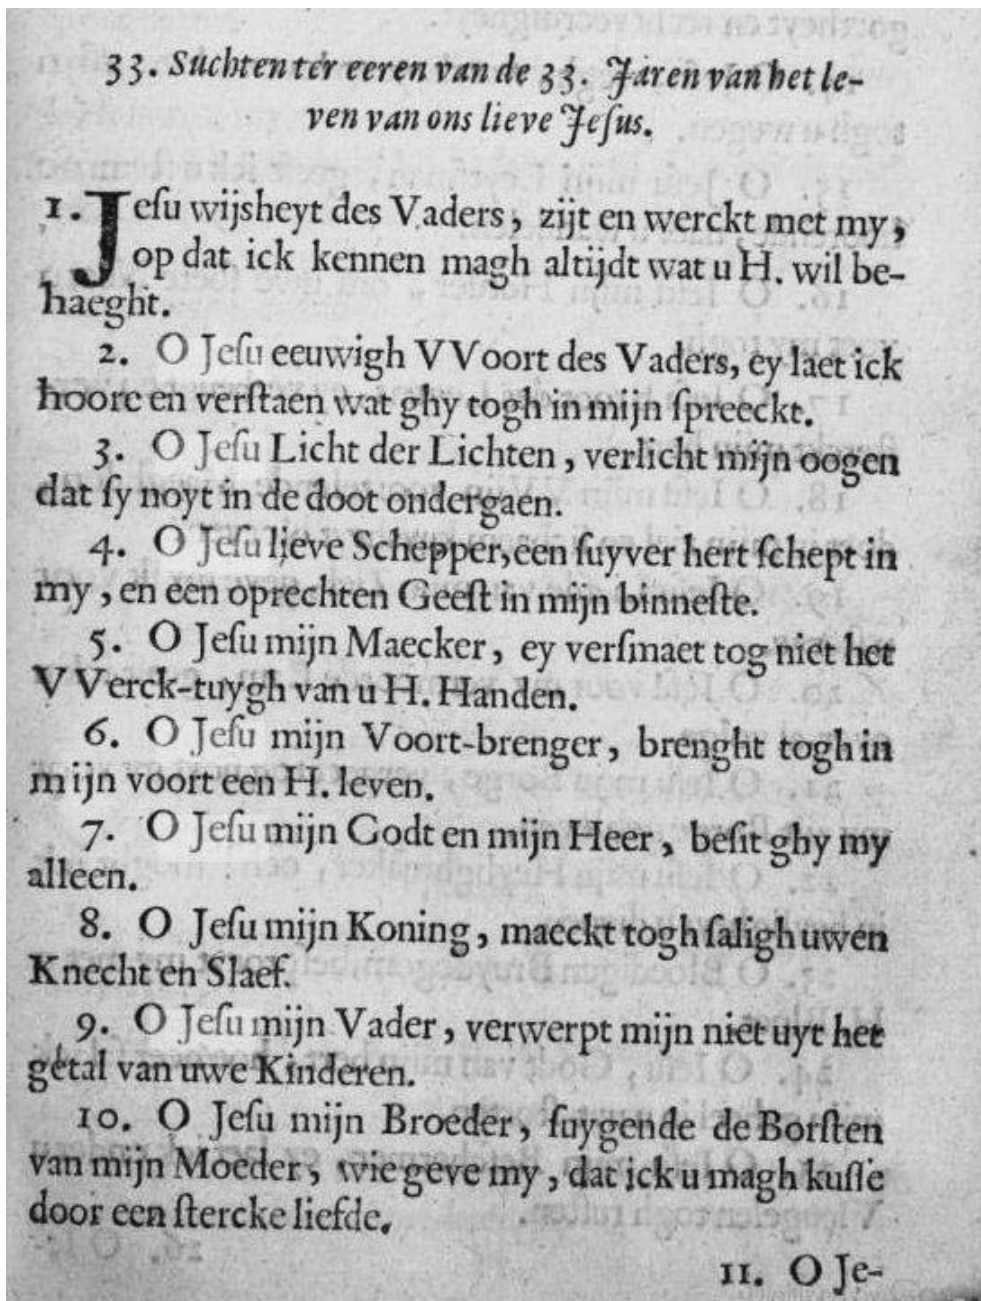 33. Suchten ter eeren van de 33. Jaren van het le-
ven van ons lieve Jeſus.
1. Jeſu wijsheyt des Vaders, zijt en werckt met my,
op dat ick kennen magh altijdt wat u H. wil be-
haeght.
2. O Jeſu eeuwigh VVoort des Vaders, ey laet ick
hoore en verſtaen wat ghy togh in mijn ſpreeckt.
3. O Jeſu Licht der Lichten, verlicht mijn oogen
dat ſy noyt in de doot ondergaen.
4. O Jeſu lieve Schepper, een ſuyver hert ſchept in
my, en een oprechten Geeſt in mijn binneſte.
5. O Jeſu mijn Maecker, ey verſmaet tog niet het
VVerck-tuygh van u H. Handen.
6. O Jeſu mijn Voort-brenger, brenght togh in
mijn voort een H. leven.
7. O Jeſu mijn Godt en mijn Heer, beſit ghy my
alleen.
8. O Jeſu mijn Koning, maeckt togh ſaligh uwen
Knecht en Slaef.
9. O Jeſu mijn Vader, verwerpt mijn niet uyt het
getal van uwe Kinderen.
10. O Jeſu mijn Broeder, ſuygende de Borſten
van mijn Moeder, wie geve my, dat ick u magh kuſſe
door een ſtercke liefde.
11. O Je-